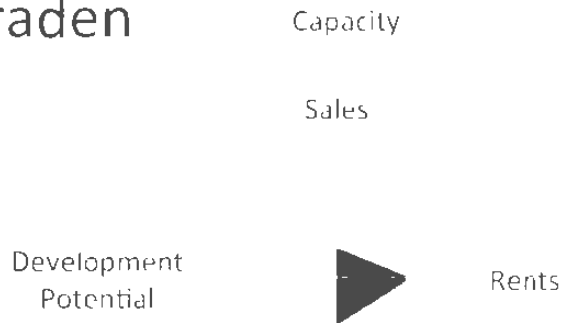 raden
Capacity
Sales
Development
Potential
Rents